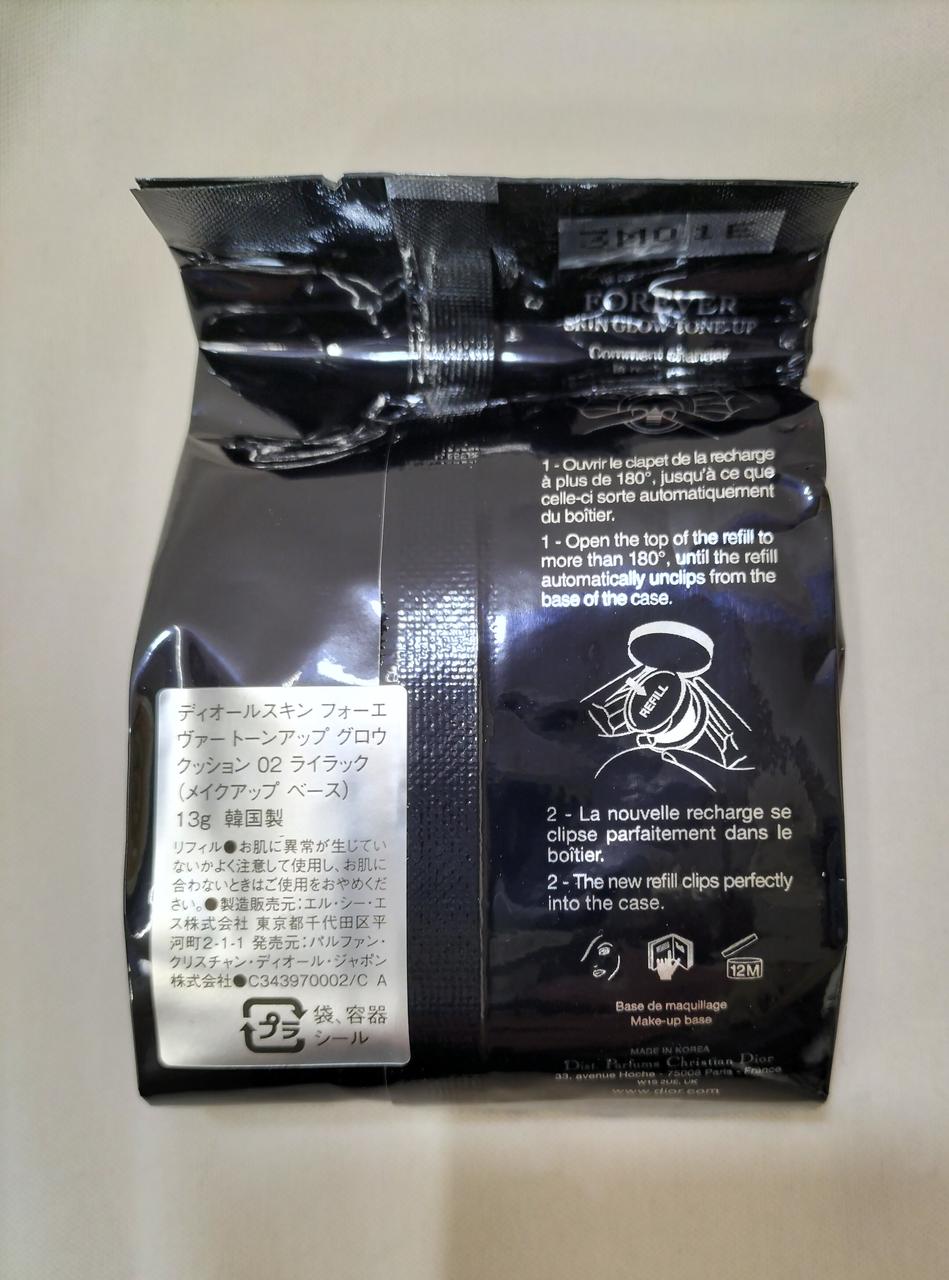 3M01E
FOREVER
SKIN GLOW TONE-UP
Comment changer
1 - Ouvrir le clapet de la recharge
à plus de 180°, jusqu'à ce que
celle-ci sorte automatiquement
du boîtier.
1 - Open the top of the refill to
more than 180°, until the refill
automatically unclips from the
base of the case.
REFILL
2 - La nouvelle recharge se
clipse parfaitement dans le
boîtier.
2 - The new refill clips perfectly
into the case.
12M
Base de maquillage
Make-up base
MADE IN KOREA
Dist. Parfums Christian Dior
33, avenue Hoche - 75008 Paris - France
W1S 2UE, UK
www.dior.com
ディオールスキン フォーエ
ヴァー トーンアップ グロウ
クッション 02 ライラック
(メイクアップ ベース)
13g 韓国製
リフィル●お肌に異常が生じてい
ないかよく注意して使用し、お肌に
合わないときはご使用をおやめくだ
さい。●製造販売元:エル・シー・エ
ス株式会社 東京都千代田区平
河町2-1-1 発売元:パルファン・
クリスチャン・ディオール・ジャポン
株式会社●C343970002/C A
プラ
袋、容器
シール